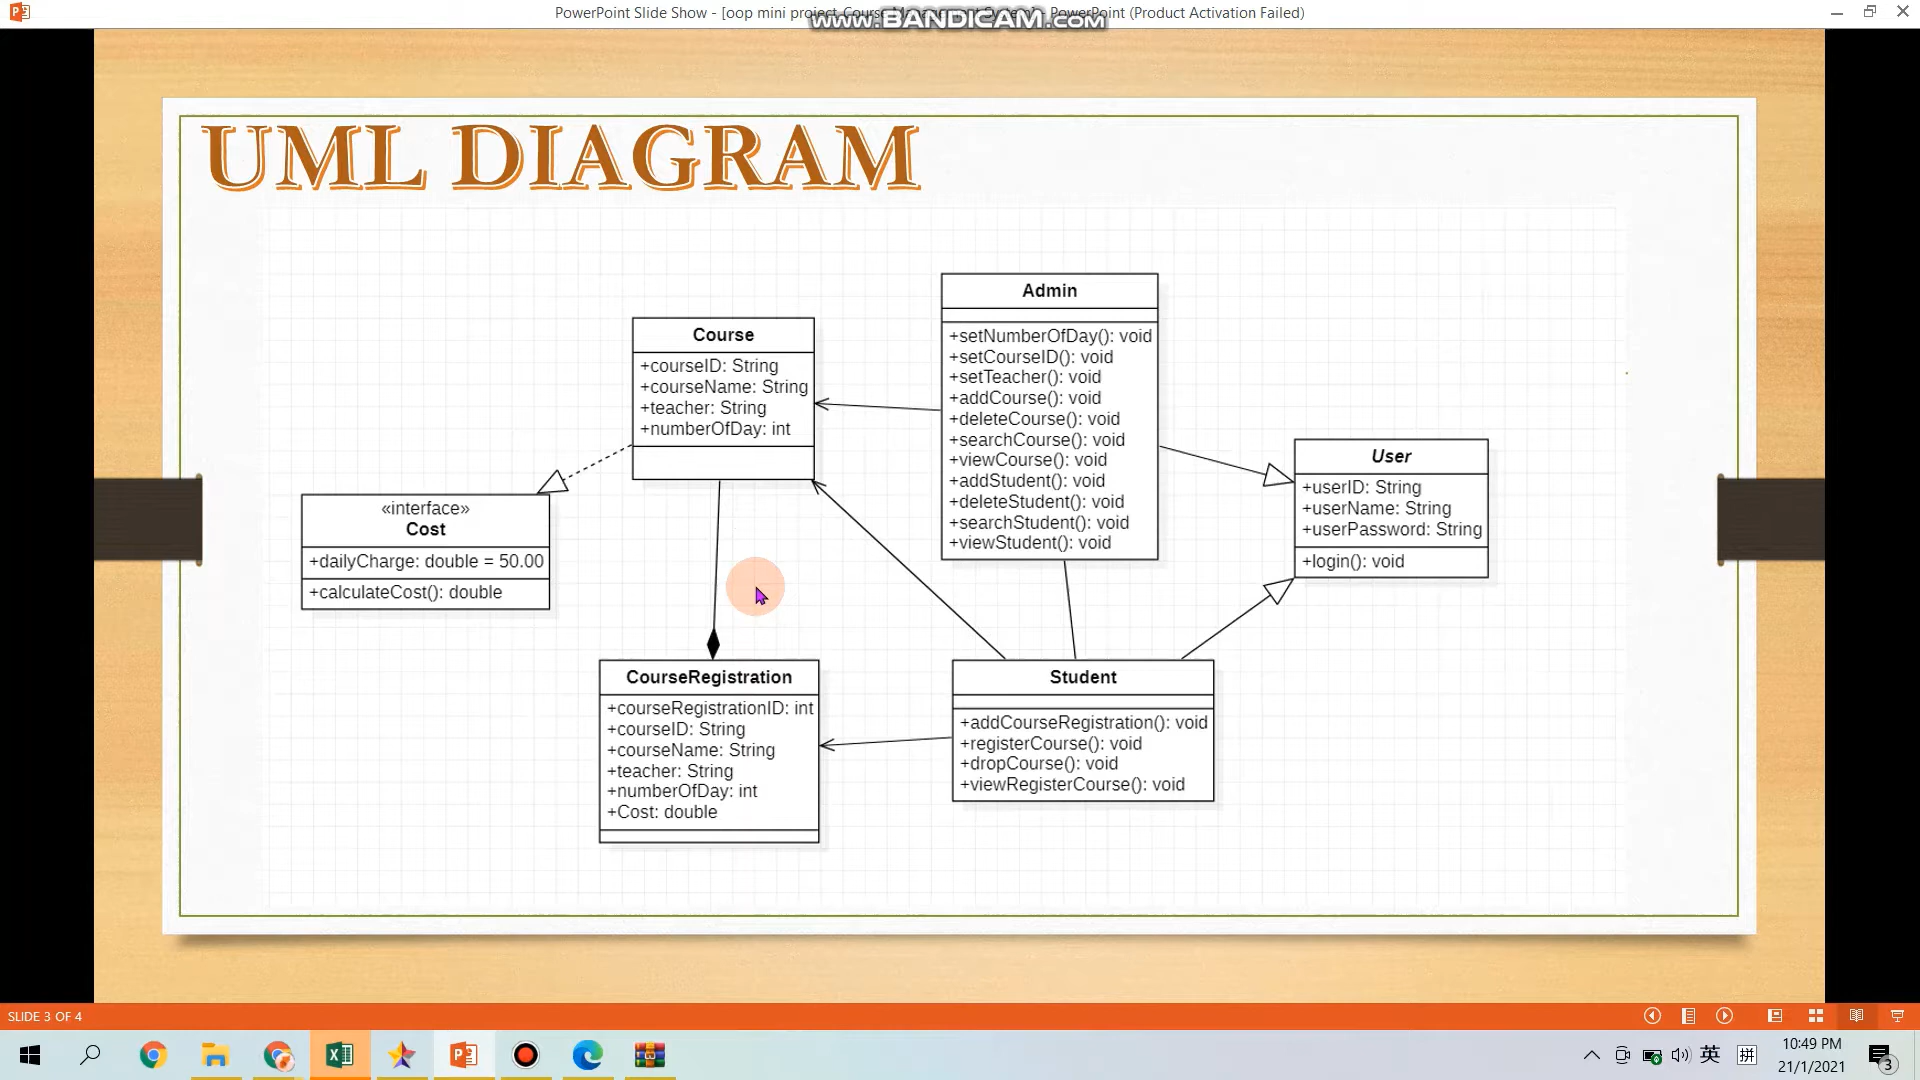 PowerPoint Slide Show - [oop mini project-Course Management System] - PowerPoint (Product Activation Failed)
www.BANDICAM.com
UML DIAGRAM
Course
+courseID: String
+courseName: String
+teacher: String
+numberOfDay: int
Admin
+setNumberOfDay(): void
+setCourseID(): void
+setTeacher(): void
+addCourse(): void
+deleteCourse(): void
+searchCourse(): void
+viewCourse(): void
+addStudent(): void
+deleteStudent(): void
+searchStudent(): void
+viewStudent(): void
User
+userID: String
+userName: String
+userPassword: String
+login(): void
«interface»
Cost
+dailyCharge: double = 50.00
+calculateCost(): double
CourseRegistration
+courseRegistrationID: int
+courseID: String
+courseName: String
+teacher: String
+numberOfDay: int
+Cost: double
Student
+addCourseRegistration(): void
+registerCourse(): void
+dropCourse(): void
+viewRegisterCourse(): void
SLIDE 3 OF 4
英
拼
10:49 PM
21/1/2021
3